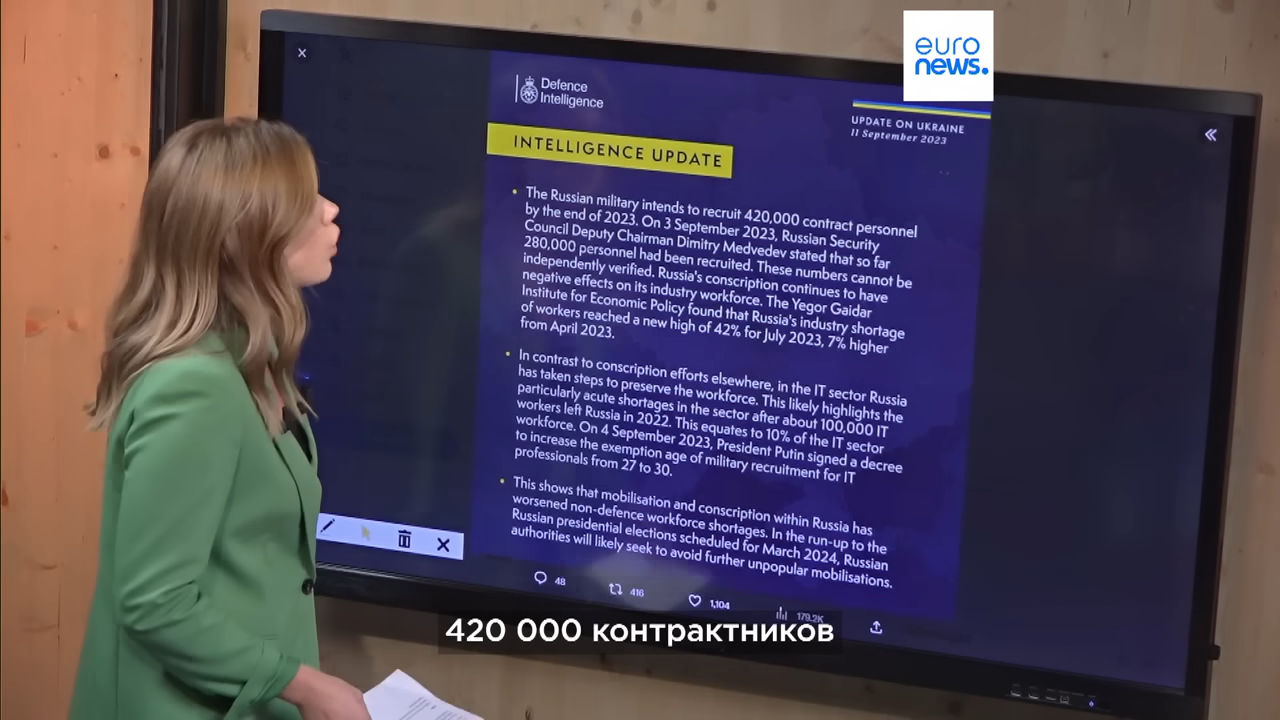 euro
news.
Defence
Intelligence
UPDATE ON UKRAINE
11 September 2023
INTELLIGENCE UPDATE
• The Russian military intends to recruit 420,000 contract personnel
by the end of 2023. On 3 September 2023, Russian Security
Council Deputy Chairman Dimitry Medvedev stated that so far
280,000 personnel had been recruited. These numbers cannot be
independently verified. Russia's conscription continues to have
negative effects on its industry workforce. The Yegor Gaidar
Institute for Economic Policy found that Russia's industry shortage
of workers reached a new high of 42% for July 2023, 7% higher
from April 2023.
• In contrast to conscription efforts elsewhere, in the IT sector Russia
has taken steps to preserve the workforce. This likely highlights the
particularly acute shortages in the sector after about 100,000 IT
workers left Russia in 2022. This equates to 10% of the IT sector
workforce. On 4 September 2023, President Putin signed a decree
to increase the exemption age of military recruitment for IT
professionals from 27 to 30.
• This shows that mobilisation and conscription within Russia has
worsened non-defence workforce shortages. In the run-up to the
Russian presidential elections scheduled for March 2024, Russian
authorities will likely seek to avoid further unpopular mobilisations.
48 416 1,104 179.2K
420 000 контрактников